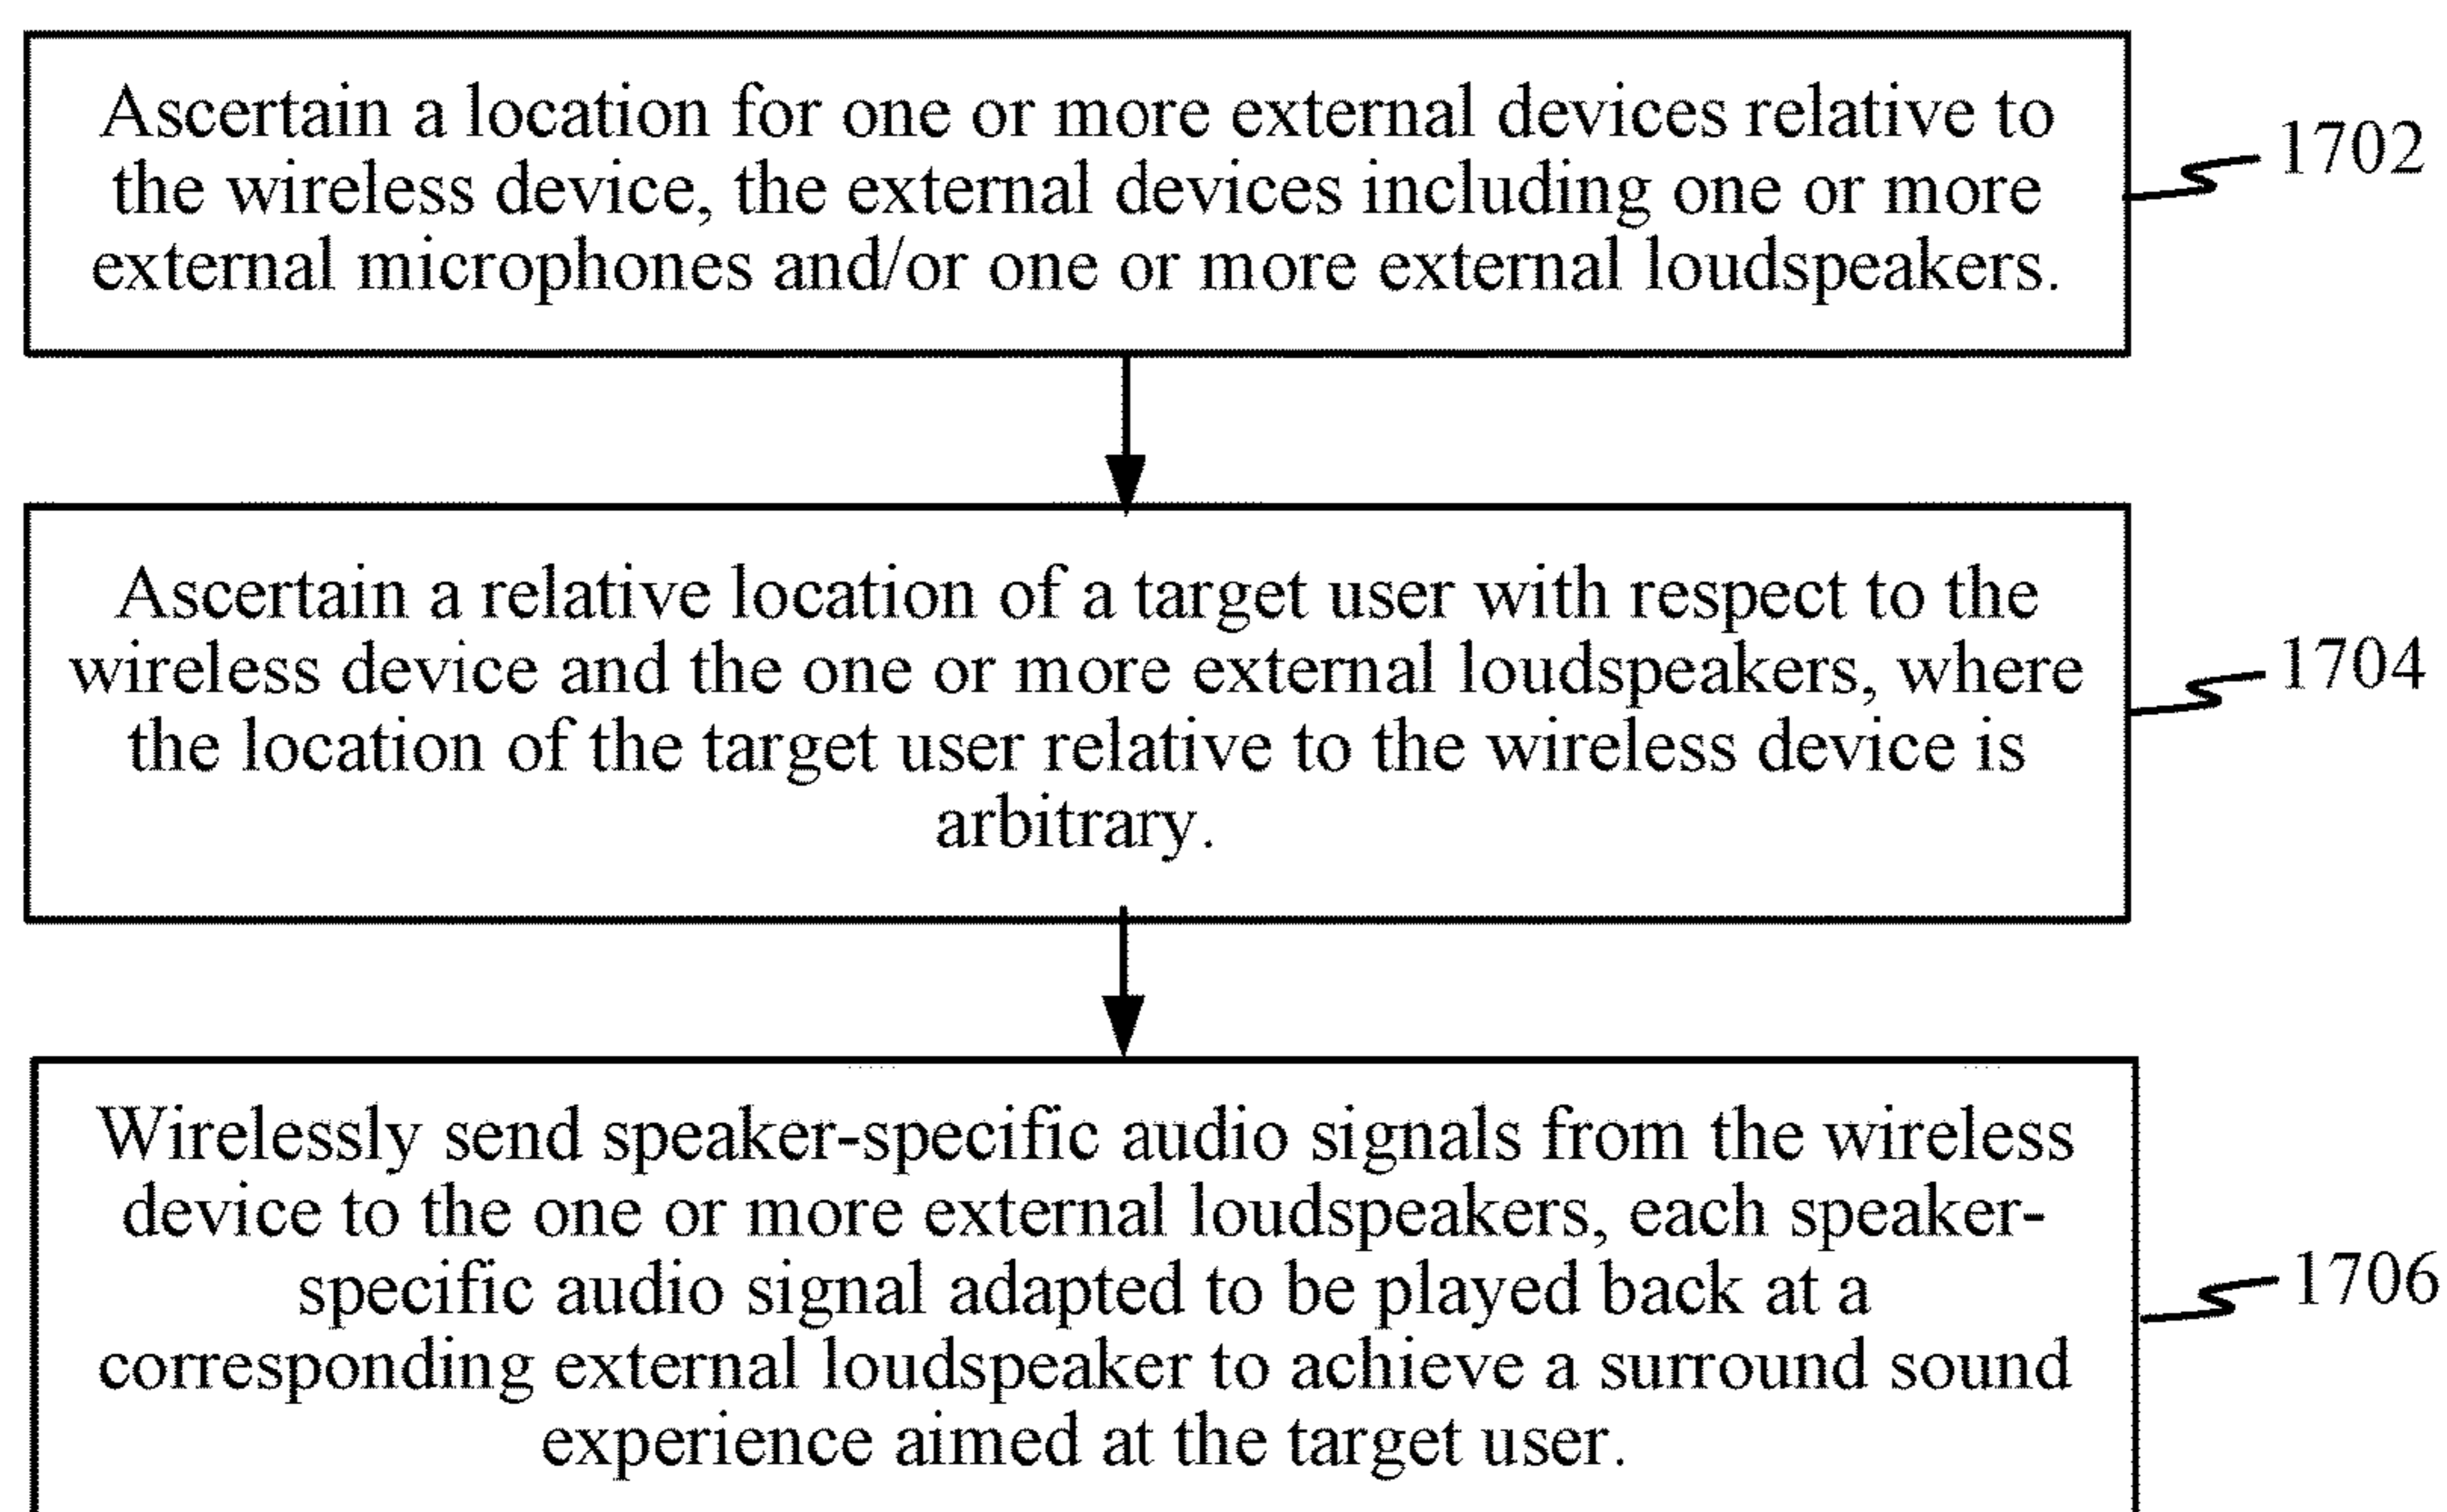 Ascertain a location for one or more external devices relative to
the wireless device, the external devices including one or more
external microphones and/or one or more external loudspeakers.
1702
Ascertain a relative location of a target user with respect to the
wireless device and the one or more external loudspeakers, where
the location of the target user relative to the wireless device is
arbitrary.
1704
Wirelessly send speaker-specific audio signals from the wireless
device to the one or more external loudspeakers, each speaker-
specific audio signal adapted to be played back at a
corresponding external loudspeaker to achieve a surround sound
experience aimed at the target user.
1706